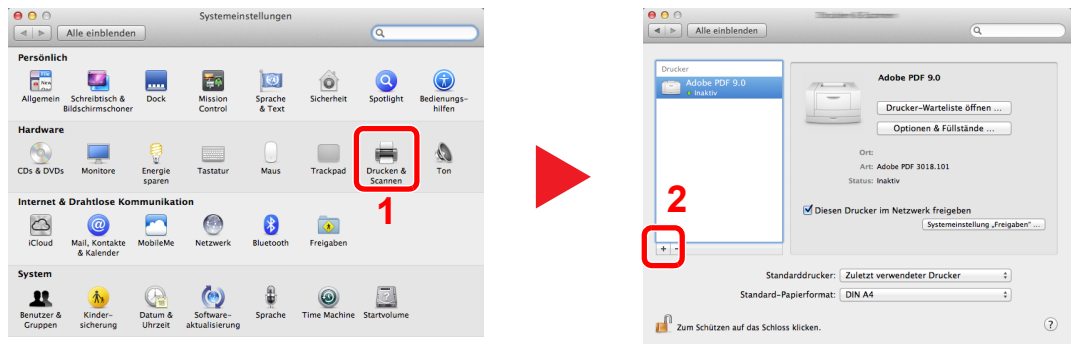 Systemeinstellungen
Alle einblenden
Persönlich
Allgemein
Schreibtisch &
Bildschirmschoner
Dock
Mission
Control
Sprache
& Text
Sicherheit
Spotlight
Bedienungs-
hilfen
Hardware
CDs & DVDs
Monitore
Energie
sparen
Tastatur
Maus
Trackpad
Drucken &
Scannen
Ton
1
Internet & Drahtlose Kommunikation
iCloud
Mail, Kontakte
& Kalender
MobileMe
Netzwerk
Bluetooth
Freigaben
System
Benutzer &
Gruppen
Kinder-
sicherung
Datum &
Uhrzeit
Software-
aktualisierung
Sprache
Time Machine
Startvolume
Alle einblenden
Drucker
Adobe PDF 9.0
Inaktiv
Adobe PDF 9.0
Drucker-Warteliste öffnen ...
Optionen & Füllstände ...
Ort:
Art: Adobe PDF 3018.101
Status: Inaktiv
2
Diesen Drucker im Netzwerk freigeben
Systemeinstellung „Freigaben“ ...
+ -
Standarddrucker: Zuletzt verwendeter Drucker
Standard-Papierformat: DIN A4
Zum Schützen auf das Schloss klicken.
?